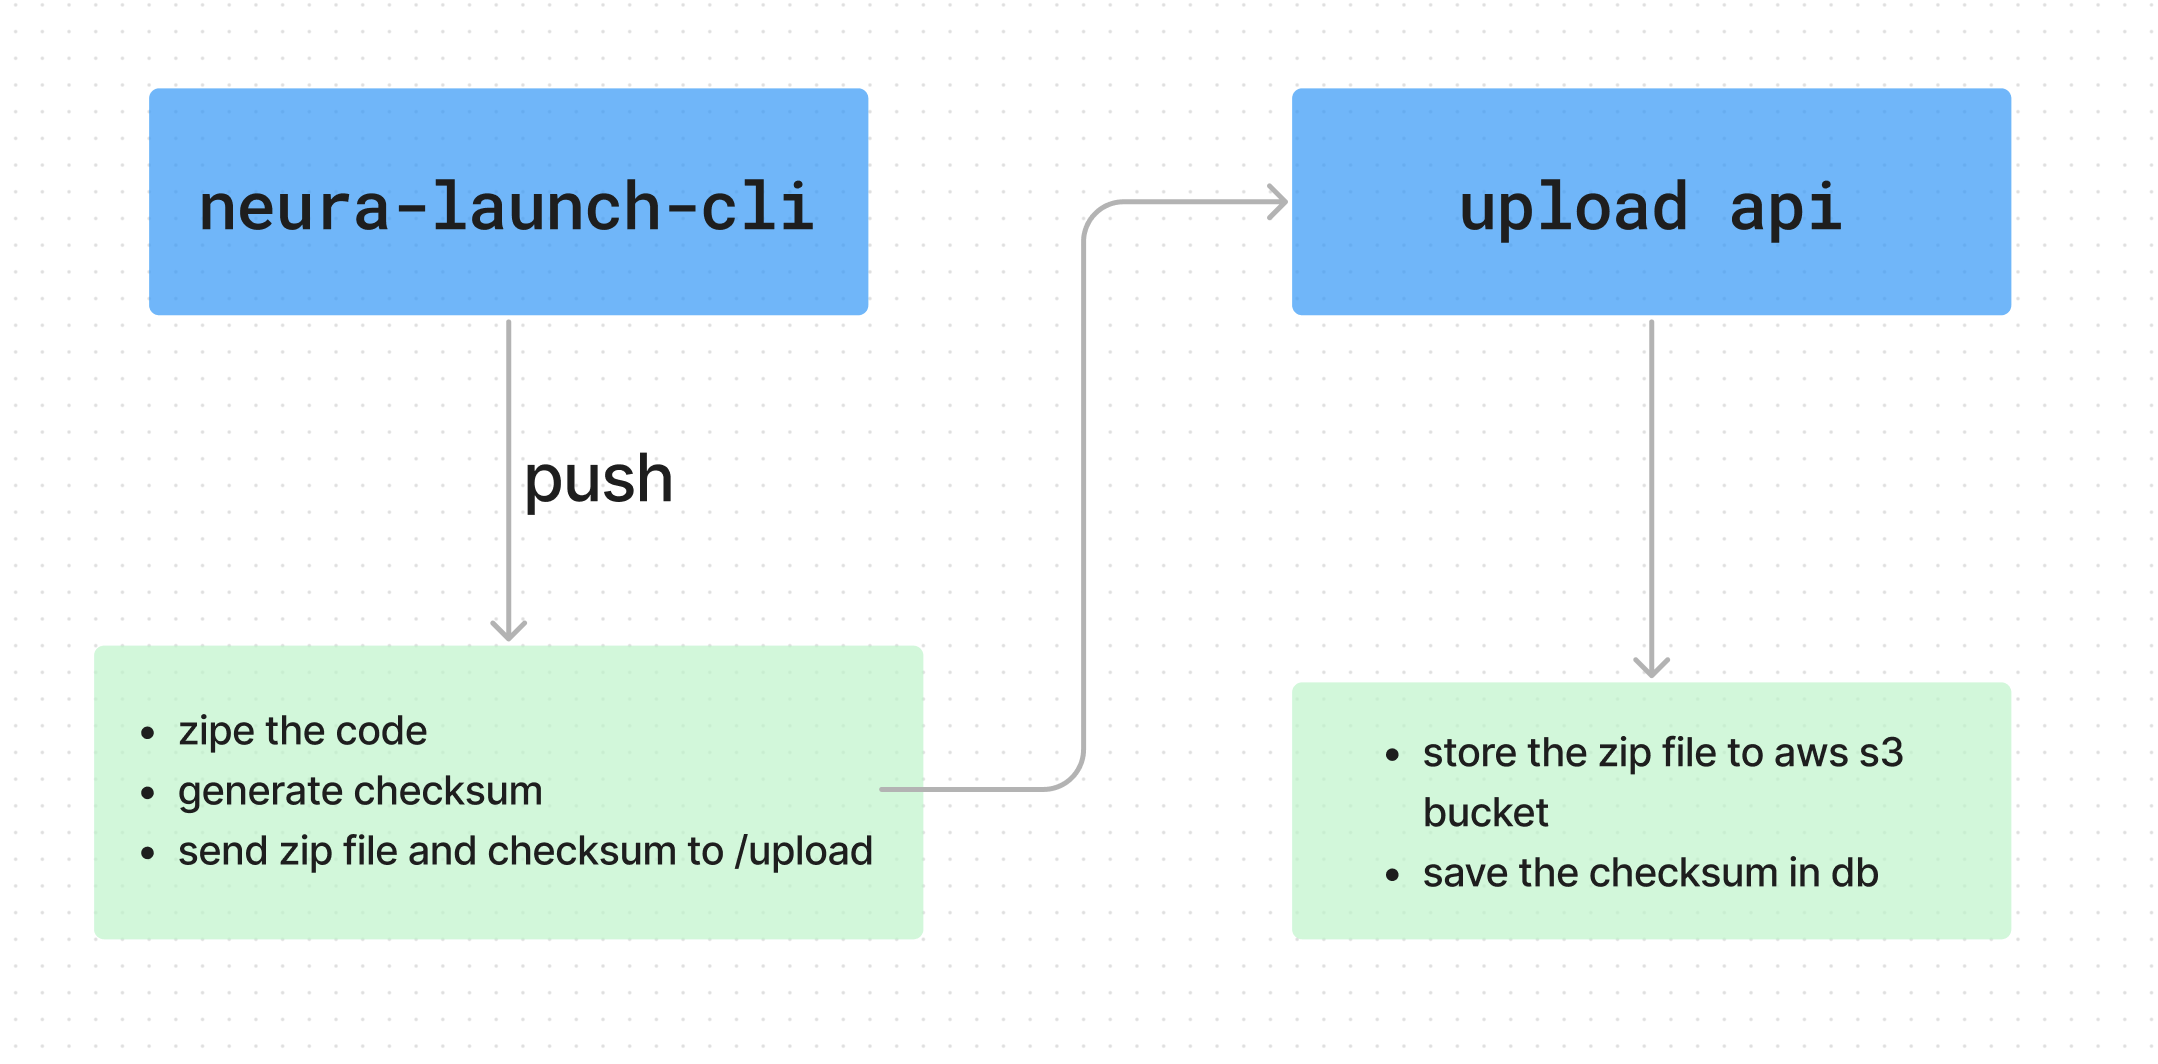 neura-launch-cli
push
• zipe the code
• generate checksum
• send zip file and checksum to /upload
upload api
• store the zip file to aws s3
bucket
• save the checksum in db